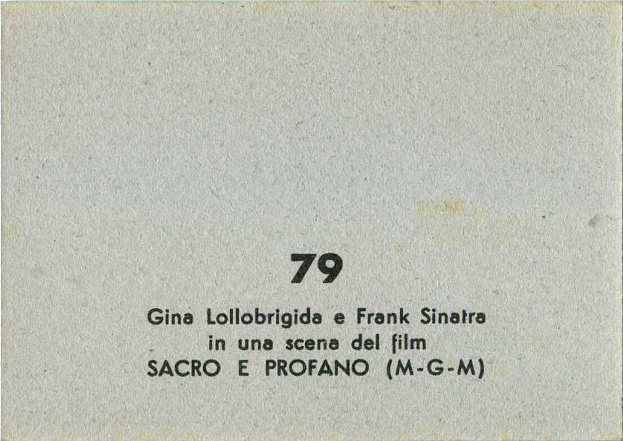 79
Gina Lollobrigida e Frank Sinatra
in una scena del film
SACRO E PROFANO (M-G-M)